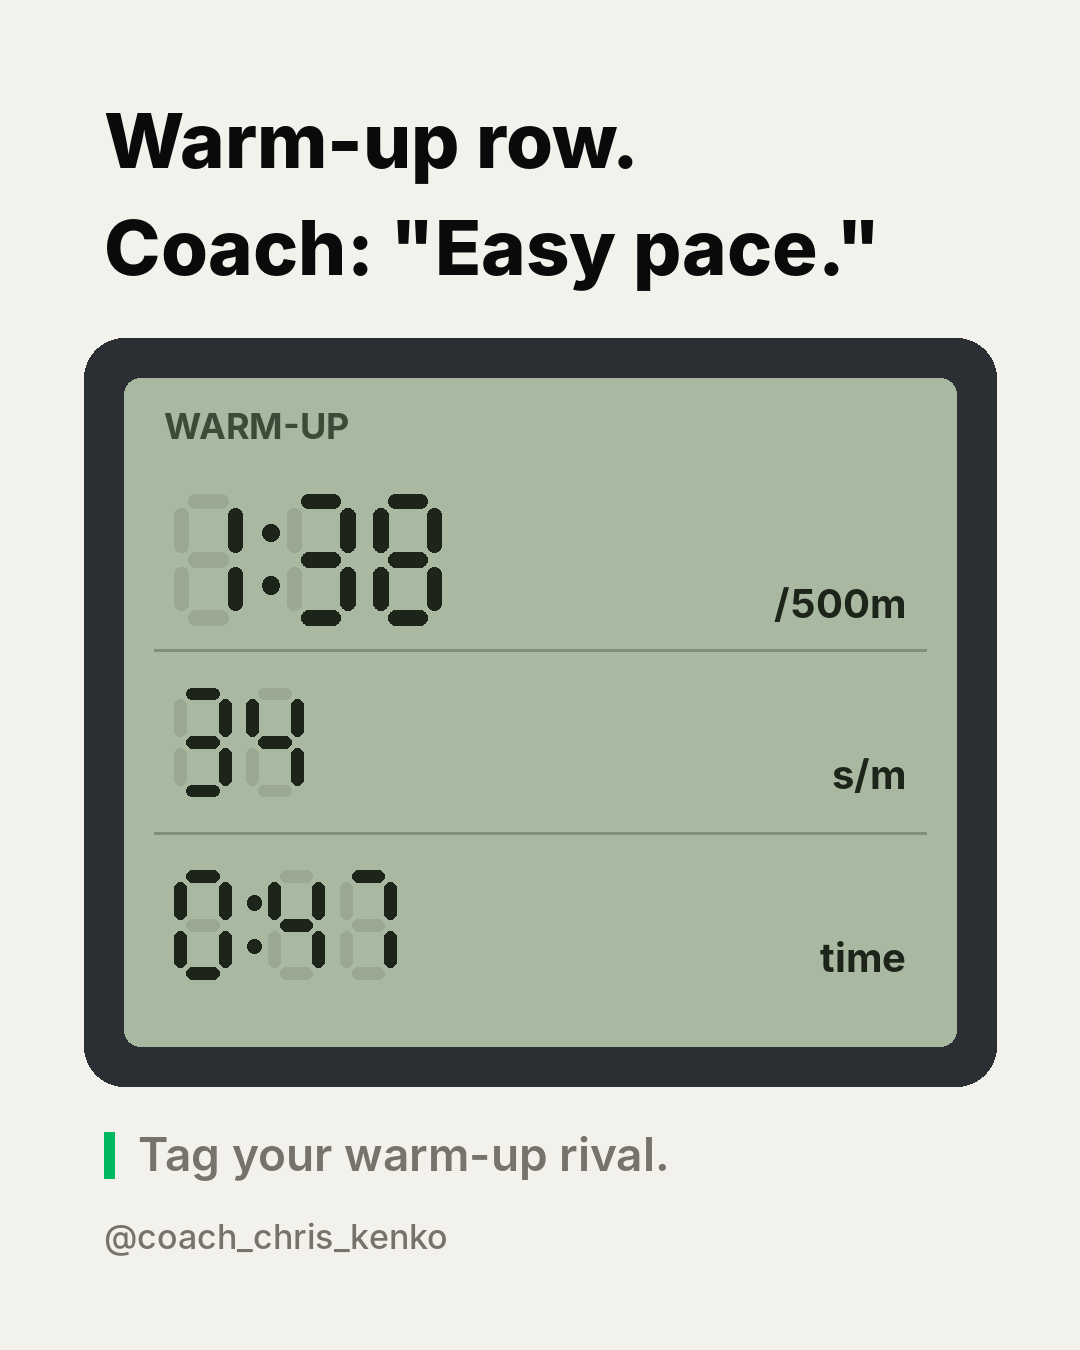 Warm-up row.
Coach: "Easy pace."
WARM-UP
1:38 /500m
34 s/m
0:47 time
Tag your warm-up rival.
@coach_chris_kenko